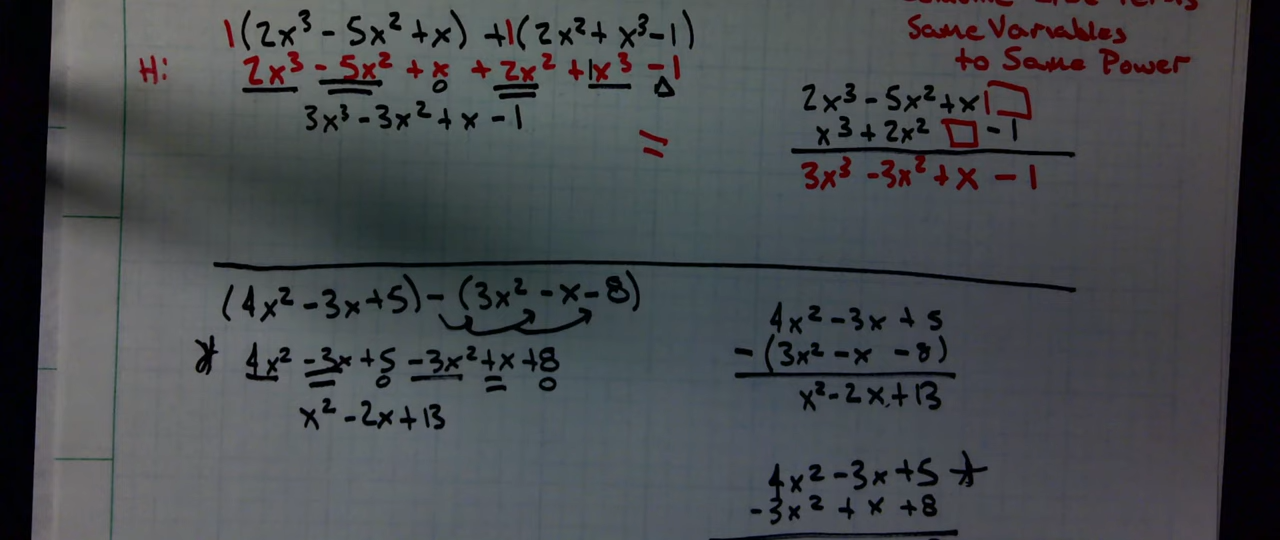 1(2x³ - 5x² + x) + 1(2x² + x³ - 1)
H: 2x³ - 5x² + x + 2x² + 1x³ - 1
3x³ - 3x² + x - 1
=
Same Variables
to Same Power
2x³ - 5x² + x
x³ + 2x² - 1
3x³ - 3x² + x - 1
(4x² - 3x + 5) - (3x² - x - 8)
4x² - 3x + 5 - 3x² + x + 8
x² - 2x + 13
4x² - 3x + 5
- (3x² - x - 8)
x² - 2x + 13
4x² - 3x + 5
-3x² + x + 8